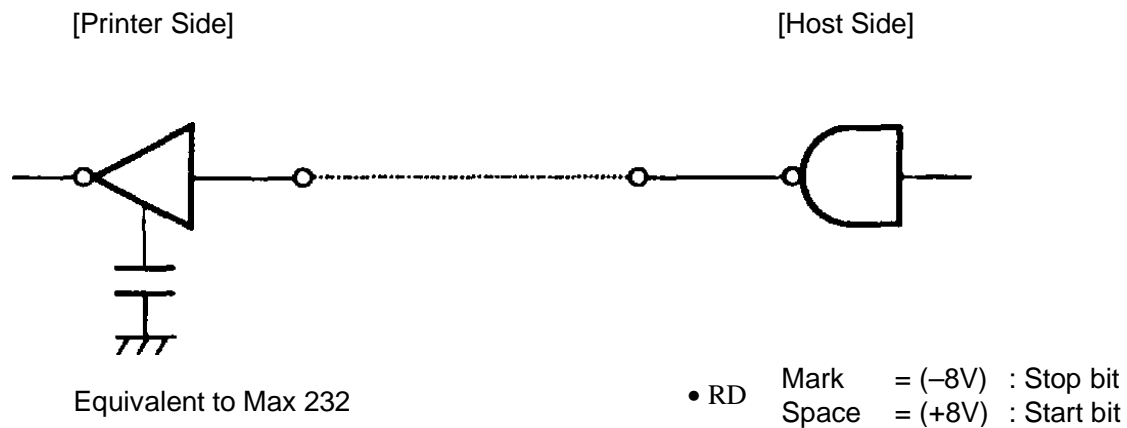 [Printer Side] [Host Side]
Equivalent to Max 232
• RD Mark = (–8V) : Stop bit
Space = (+8V) : Start bit